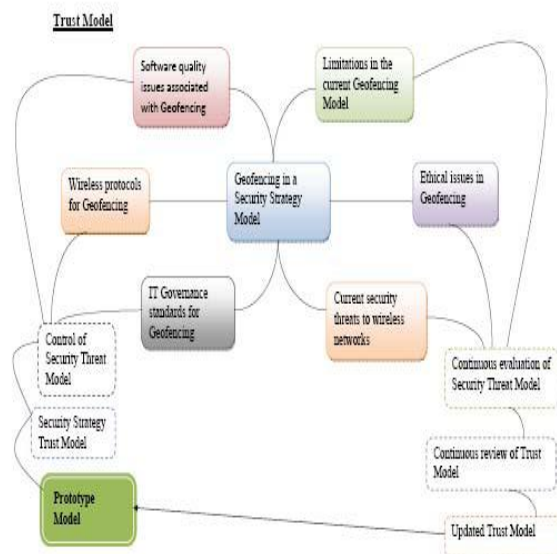 Trust Model
Software quality
issues associated
with Geofencing
Limitations in the
current Geofencing
Model
Wireless protocols
for Geofencing
Geofencing in a
Security Strategy
Model
Ethical issues in
Geofencing
IT Governance
standards for
Geofencing
Current security
threats to wireless
networks
Control of
Security Threat
Model
Continuous evaluation of
Security Threat Model
Security Strategy
Trust Model
Continuous review of Trust
Model
Prototype
Model
Updated Trust Model